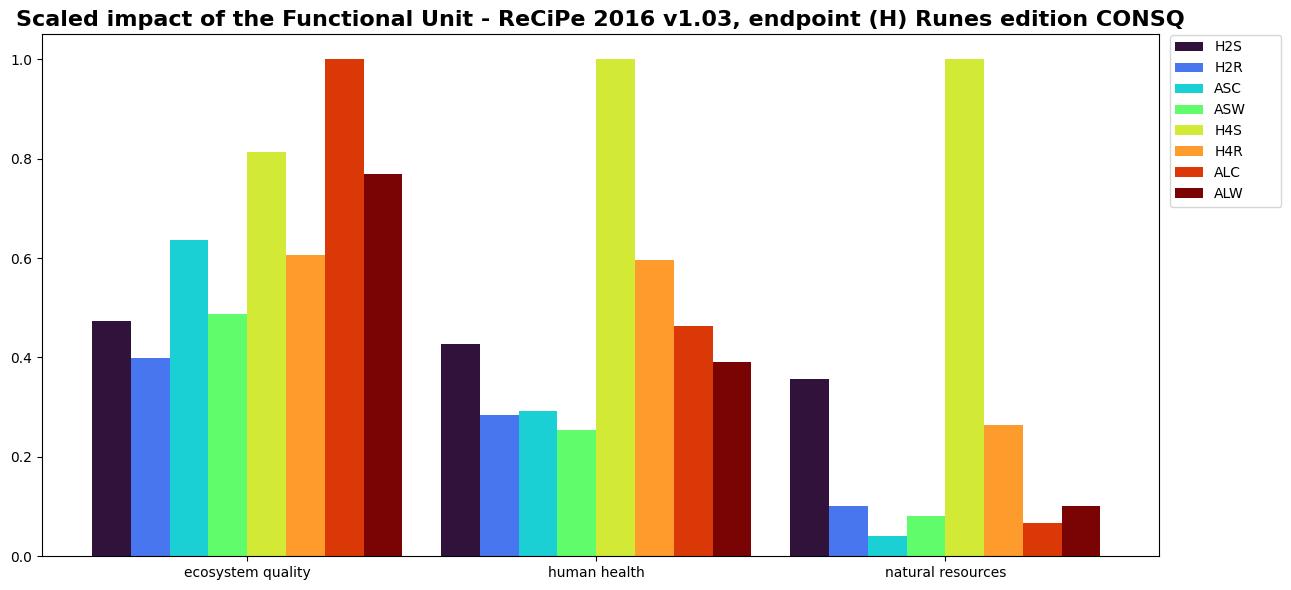 Scaled impact of the Functional Unit - ReCiPe 2016 v1.03, endpoint (H) Runes edition CONSQ
1.0
0.8
0.6
0.4
0.2
0.0
ecosystem quality
human health
natural resources
H2S
H2R
ASC
ASW
H4S
H4R
ALC
ALW